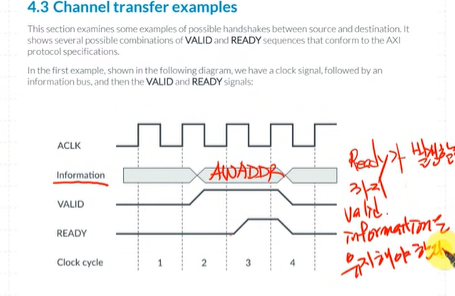 4.3 Channel transfer examples
This section examines some examples of possible handshakes between source and destination. It
shows several possible combinations of VALID and READY sequences that conform to the AXI
protocol specifications.
In the first example, shown in the following diagram, we have a clock signal, followed by an
information bus, and then the VALID and READY signals:
ACLK
Information
AWADDR
VALID
READY
Clock cycle
1 2 3 4
Ready가
까지
valid.
information는
유지해야 한다